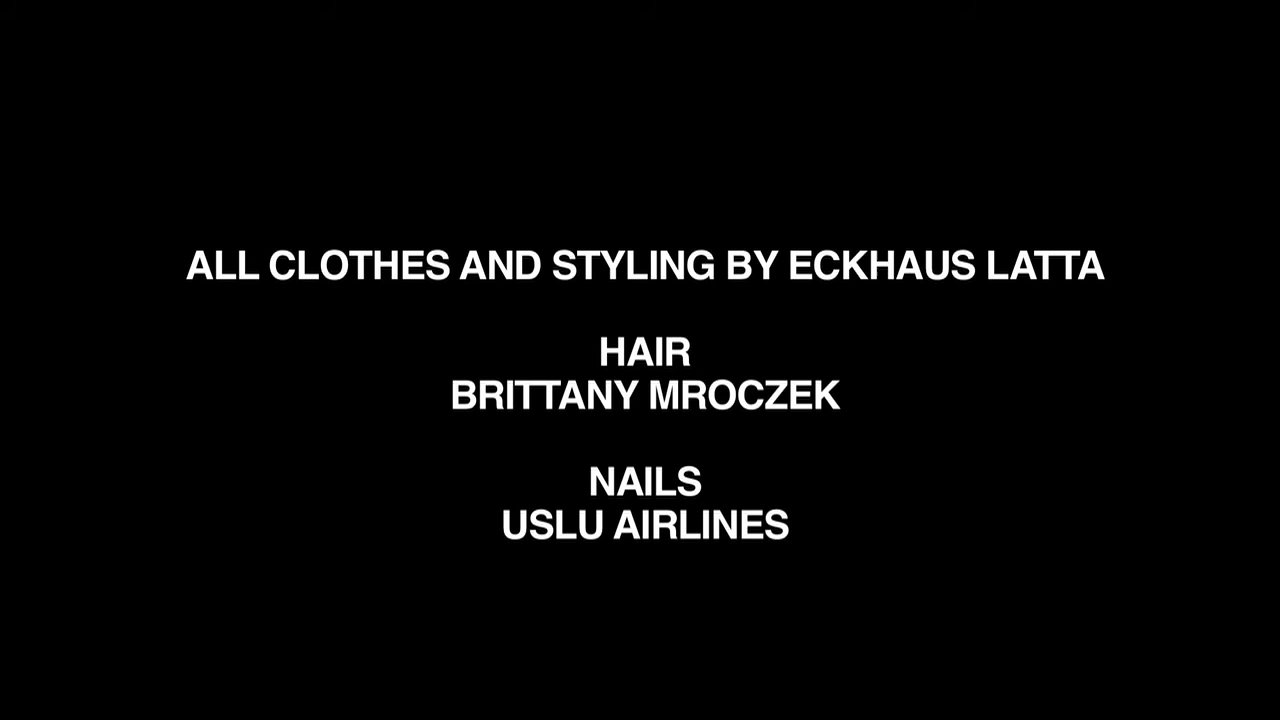 ALL CLOTHES AND STYLING BY ECKHAUS LATTA
HAIR
BRITTANY MROCZEK
NAILS
USLU AIRLINES